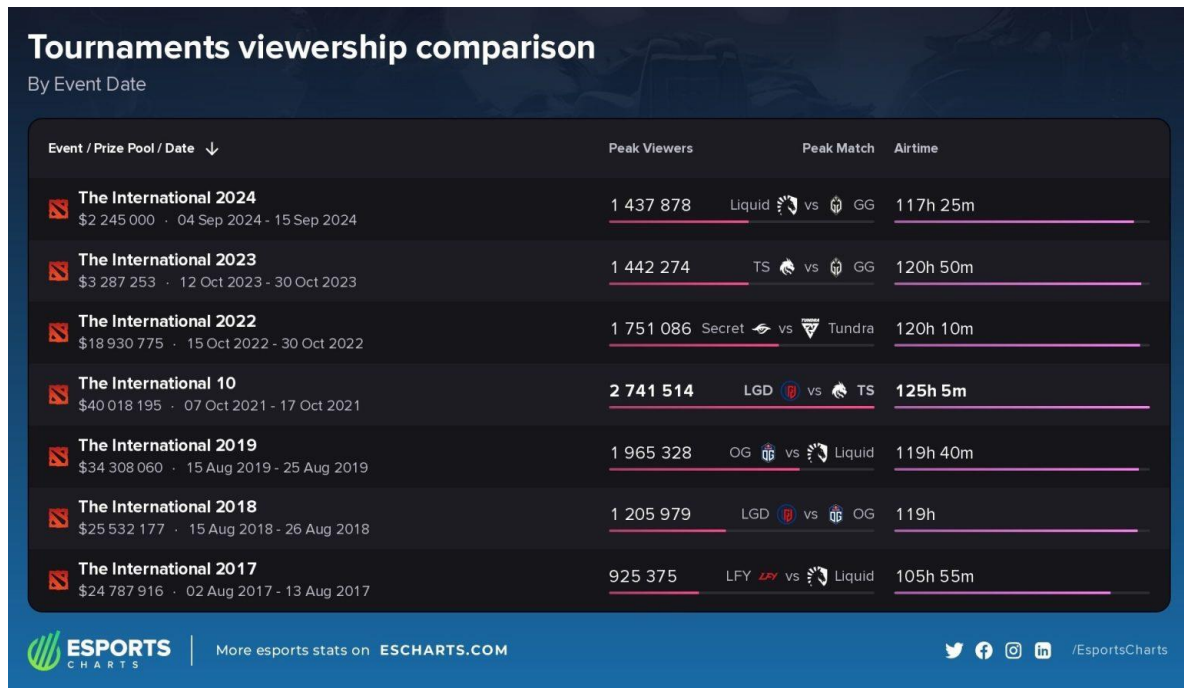 Tournaments viewership comparison
By Event Date
Event / Prize Pool / Date ↓ Peak Viewers Peak Match Airtime
The International 2024
$2 245 000 · 04 Sep 2024 - 15 Sep 2024
1 437 878 Liquid vs GG 117h 25m
The International 2023
$3 287 253 · 12 Oct 2023 - 30 Oct 2023
1 442 274 TS vs GG 120h 50m
The International 2022
$18 930 775 · 15 Oct 2022 - 30 Oct 2022
1 751 086 Secret vs TUNDRA Tundra 120h 10m
The International 10
$40 018 195 · 07 Oct 2021 - 17 Oct 2021
2 741 514 LGD vs TS 125h 5m
The International 2019
$34 308 060 · 15 Aug 2019 - 25 Aug 2019
1 965 328 OG OG vs Liquid 119h 40m
The International 2018
$25 532 177 · 15 Aug 2018 - 26 Aug 2018
1 205 979 LGD vs OG OG 119h
The International 2017
$24 787 916 · 02 Aug 2017 - 13 Aug 2017
925 375 LFY LFY vs Liquid 105h 55m
ESPORTS
CHARTS
More esports stats on ESCHARTS.COM
/EsportsCharts